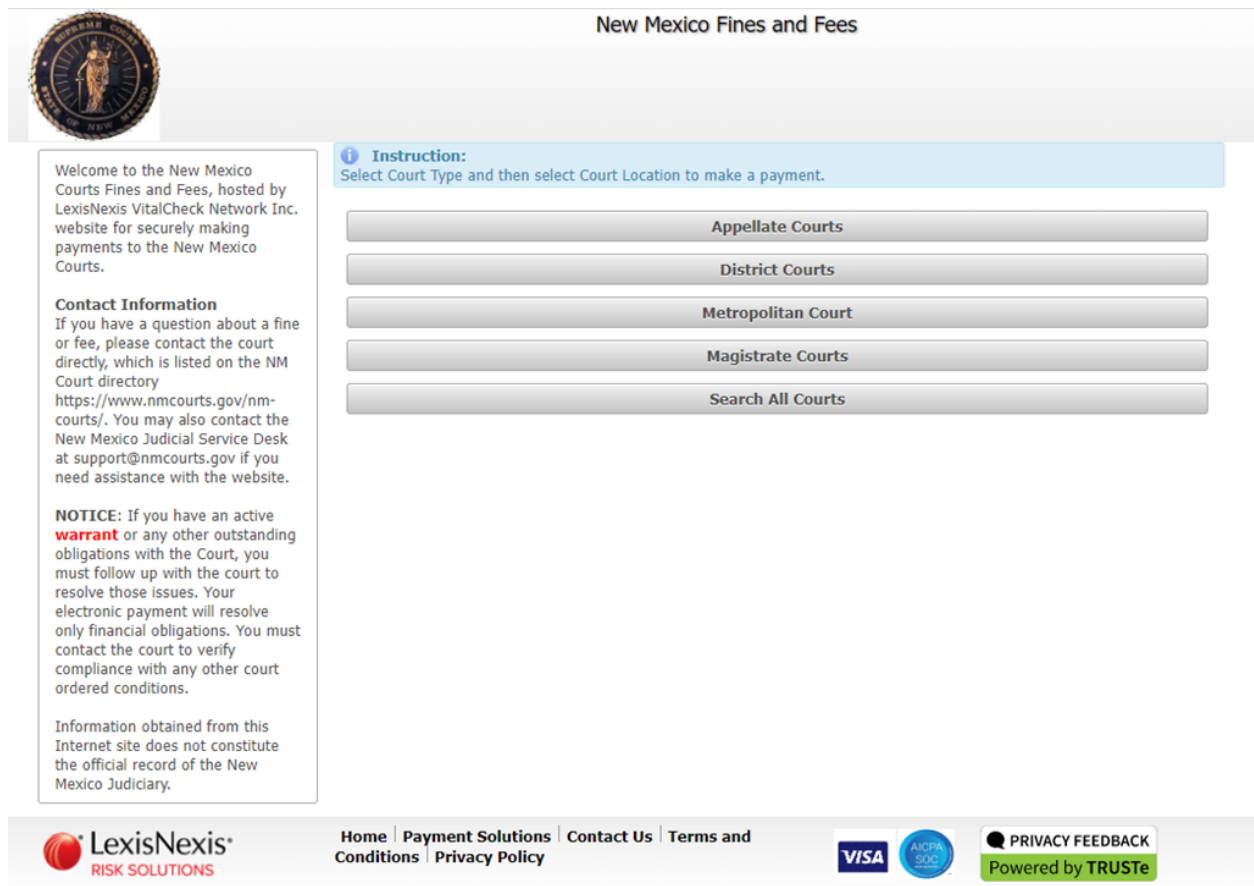 New Mexico Fines and Fees
SUPREME COURT
STATE OF NEW MEXICO
Welcome to the New Mexico
Courts Fines and Fees, hosted by
LexisNexis VitalCheck Network Inc.
website for securely making
payments to the New Mexico
Courts.
Contact Information
If you have a question about a fine
or fee, please contact the court
directly, which is listed on the NM
Court directory
https://www.nmcourts.gov/nm-
courts/. You may also contact the
New Mexico Judicial Service Desk
at support@nmcourts.gov if you
need assistance with the website.
NOTICE: If you have an active
warrant or any other outstanding
obligations with the Court, you
must follow up with the court to
resolve those issues. Your
electronic payment will resolve
only financial obligations. You must
contact the court to verify
compliance with any other court
ordered conditions.
Information obtained from this
Internet site does not constitute
the official record of the New
Mexico Judiciary.
Instruction:
Select Court Type and then select Court Location to make a payment.
Appellate Courts
District Courts
Metropolitan Court
Magistrate Courts
Search All Courts
LexisNexis
RISK SOLUTIONS
Home Payment Solutions Contact Us Terms and
Conditions Privacy Policy
VISA
AICPA
SOC
PRIVACY FEEDBACK
Powered by TRUSTe